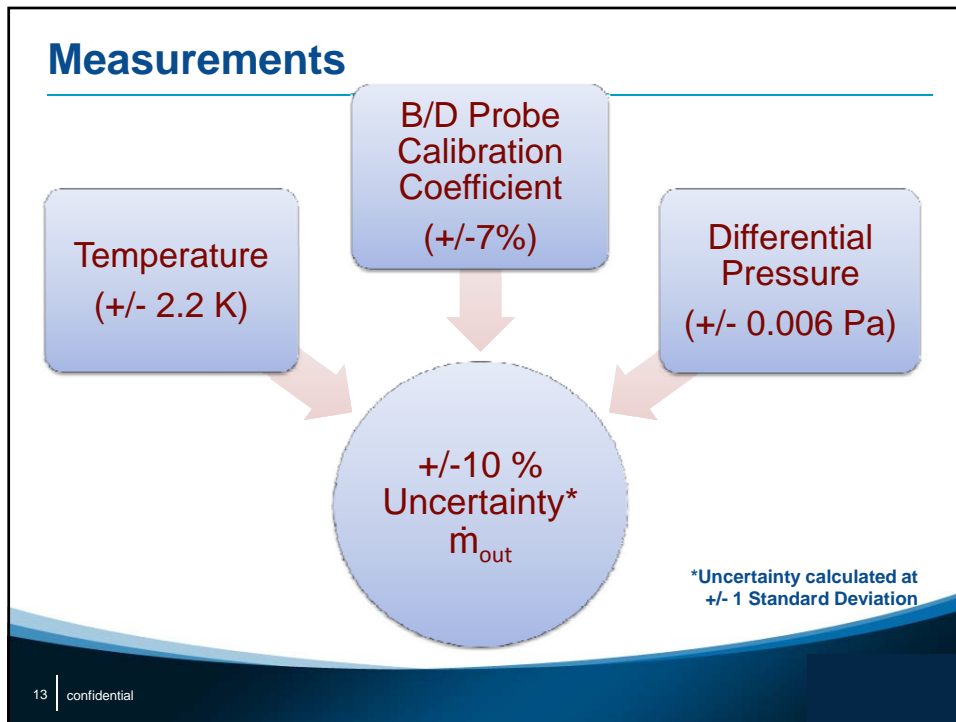 Measurements
B/D Probe
Calibration
Coefficient
(+/-7%)
Temperature
(+/- 2.2 K)
Differential
Pressure
(+/- 0.006 Pa)
+/-10 %
Uncertainty*
ṁout
*Uncertainty calculated at
+/- 1 Standard Deviation
13 confidential